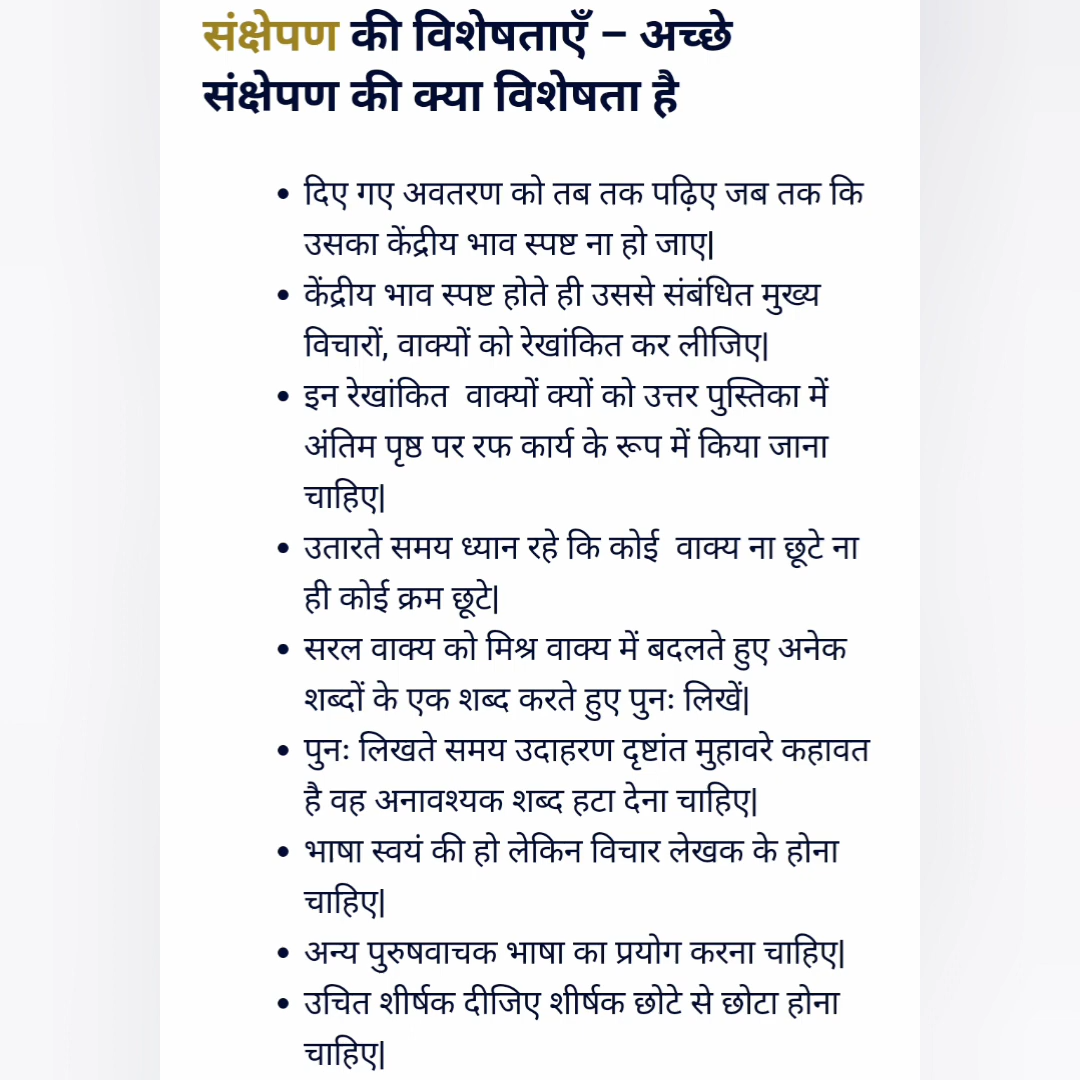 संक्षेपण की विशेषताएँ – अच्छे
संक्षेपण की क्या विशेषता है
• दिए गए अवतरण को तब तक पढ़िए जब तक कि
उसका केंद्रीय भाव स्पष्ट ना हो जाए|
• केंद्रीय भाव स्पष्ट होते ही उससे संबंधित मुख्य
विचारों, वाक्यों को रेखांकित कर लीजिए|
• इन रेखांकित  वाक्यों क्यों को उत्तर पुस्तिका में
अंतिम पृष्ठ पर रफ कार्य के रूप में किया जाना
चाहिए|
• उतारते समय ध्यान रहे कि कोई  वाक्य ना छूटे ना
ही कोई क्रम छूटे|
• सरल वाक्य को मिश्र वाक्य में बदलते हुए अनेक
शब्दों के एक शब्द करते हुए पुनः लिखें|
• पुनः लिखते समय उदाहरण दृष्टांत मुहावरे कहावत
है वह अनावश्यक शब्द हटा देना चाहिए|
• भाषा स्वयं की हो लेकिन विचार लेखक के होना
चाहिए|
• अन्य पुरुषवाचक भाषा का प्रयोग करना चाहिए|
• उचित शीर्षक दीजिए शीर्षक छोटे से छोटा होना
चाहिए|